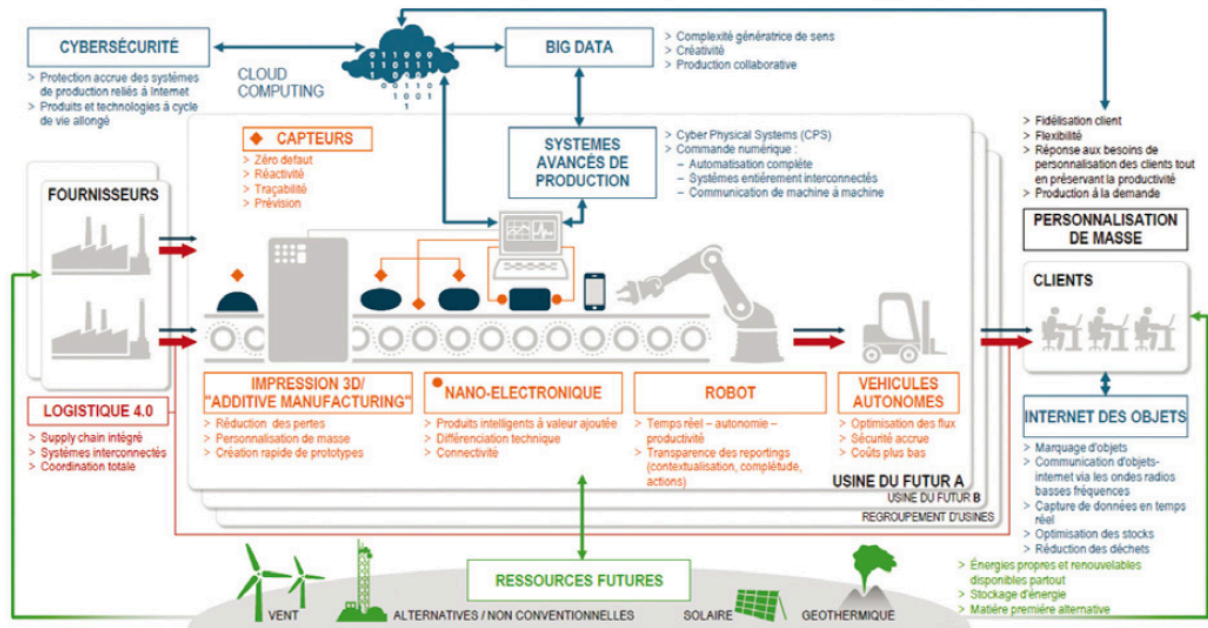 CYBERSÉCURITÉ
> Protection accrue des systèmes
de production reliés à Internet
> Produits et technologies à cycle
de vie allongé
CLOUD
COMPUTING
BIG DATA
> Complexité génératrice de sens
> Créativité
> Production collaborative
CAPTEURS
> Zéro defaut
> Réactivité
> Traçabilité
> Prévision
SYSTEMES
AVANCÉS DE
PRODUCTION
> Cyber Physical Systems (CPS)
> Commande numérique :
– Automatisation complète
– Systèmes entièrement interconnectés
– Communication de machine à machine
> Fidélisation client
> Flexibilité
> Réponse aux besoins de
personnalisation des clients tout
en préservant la productivité
> Production á la demande
PERSONNALISATION
DE MASSE
FOURNISSEURS
CLIENTS
LOGISTIQUE 4.0
> Supply chain intégré
> Systèmes interconnectés
> Coordination totale
IMPRESSION 3D/
"ADDITIVE MANUFACTURING"
> Réduction des pertes
> Personnalisation de masse
> Création rapide de prototypes
NANO-ELECTRONIQUE
> Produits intelligents à valeur ajoutée
> Différenciation technique
> Connectivité
ROBOT
> Temps réel – autonomie –
productivité
> Transparence des reportings
(contextualisation, complétude,
actions)
VEHICULES
AUTONOMES
> Optimisation des flux
> Sécurité accrue
> Coûts plus bas
USINE DU FUTUR A
USINE DU FUTUR B
REGROUPEMENT D'USINES
INTERNET DES OBJETS
> Marquage d'objets
> Communication d'objets-
internet via les ondes radios
basses fréquences
> Capture de données en temps
réel
> Optimisation des stocks
> Réduction des déchets
RESSOURCES FUTURES
> Énergies propres et renouvelables
disponibles partout
> Stockage d'énergie
> Matière première alternative
VENT
ALTERNATIVES / NON CONVENTIONNELLES
SOLAIRE
GEOTHERMIQUE